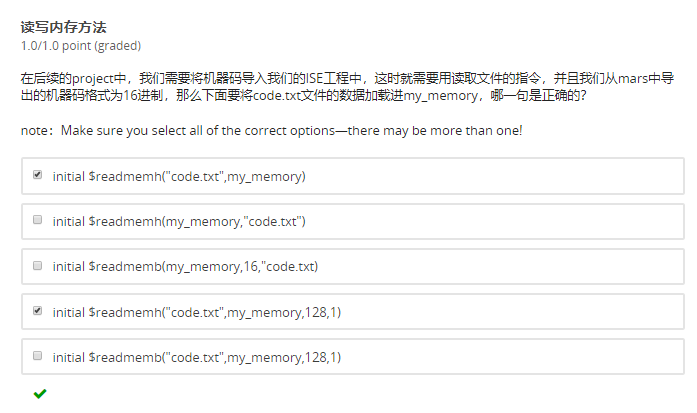 读写内存方法
1.0/1.0 point (graded)
在后续的project中，我们需要将机器码导入我们的ISE工程中，这时就需要用读取文件的指令，并且我们从mars中导
出的机器码格式为16进制，那么下面要将code.txt文件的数据加载进my_memory，哪一句是正确的？
note：Make sure you select all of the correct options—there may be more than one!
initial $readmemh("code.txt",my_memory)
initial $readmemh(my_memory,"code.txt")
initial $readmemb(my_memory,16,"code.txt)
initial $readmemh("code.txt",my_memory,128,1)
initial $readmemb("code.txt",my_memory,128,1)